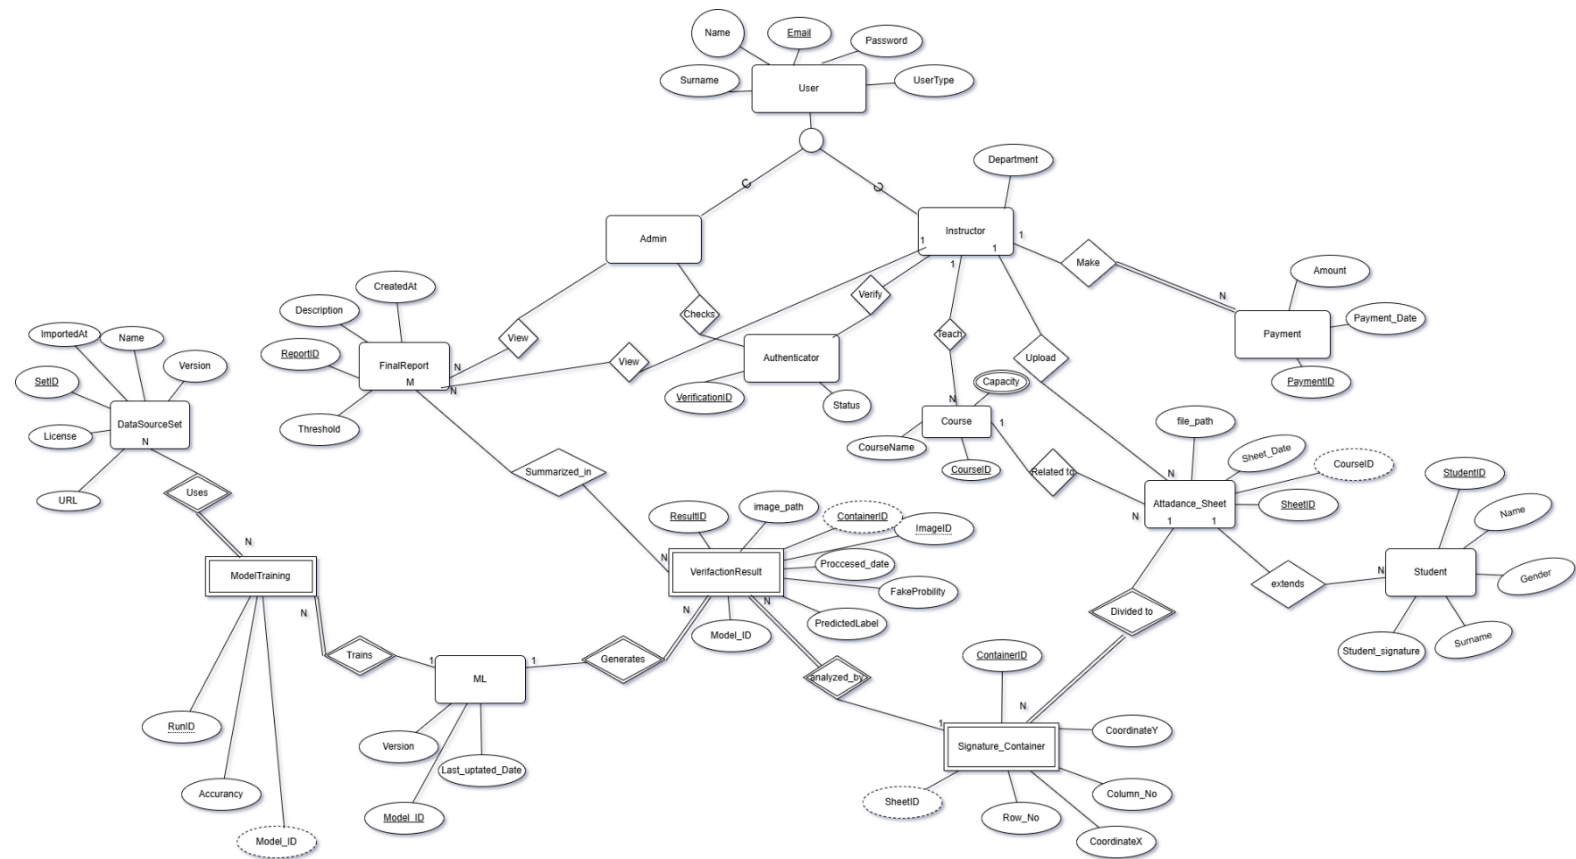 Name
Email
Password
Surname
User
UserType
Department
Admin
Instructor
1
1
1
1
Make
N
Amount
Payment_Date
Payment
PaymentID
CreatedAt
Description
ReportID
FinalReport
M
N
N
Threshold
View
View
Checks
Verify
Authenticator
VerificationID
Status
Teach
N
Upload
Capacity
Course
1
CourseName
CourseID
Related to
N
N
ImportedAt
Name
Version
SetID
DataSourceSet
N
License
URL
Uses
N
Summarized_in
N
file_path
Sheet_Date
CourseID
SheetID
Attadance_Sheet
1
1
StudentID
Name
Gender
Student
N
extends
Student_signature
Surname
ResultID
image_path
ContainerID
ImageID
VerifactionResult
Proccesed_date
FakeProbility
PredictedLabel
Model_ID
N
N
ModelTraining
N
Trains
1
ML
1
Generates
analyzed_by
1
Divided to
N
RunID
Accurancy
Model_ID
Version
Last_uptated_Date
Model_ID
ContainerID
Signature_Container
CoordinateY
Column_No
CoordinateX
Row_No
SheetID